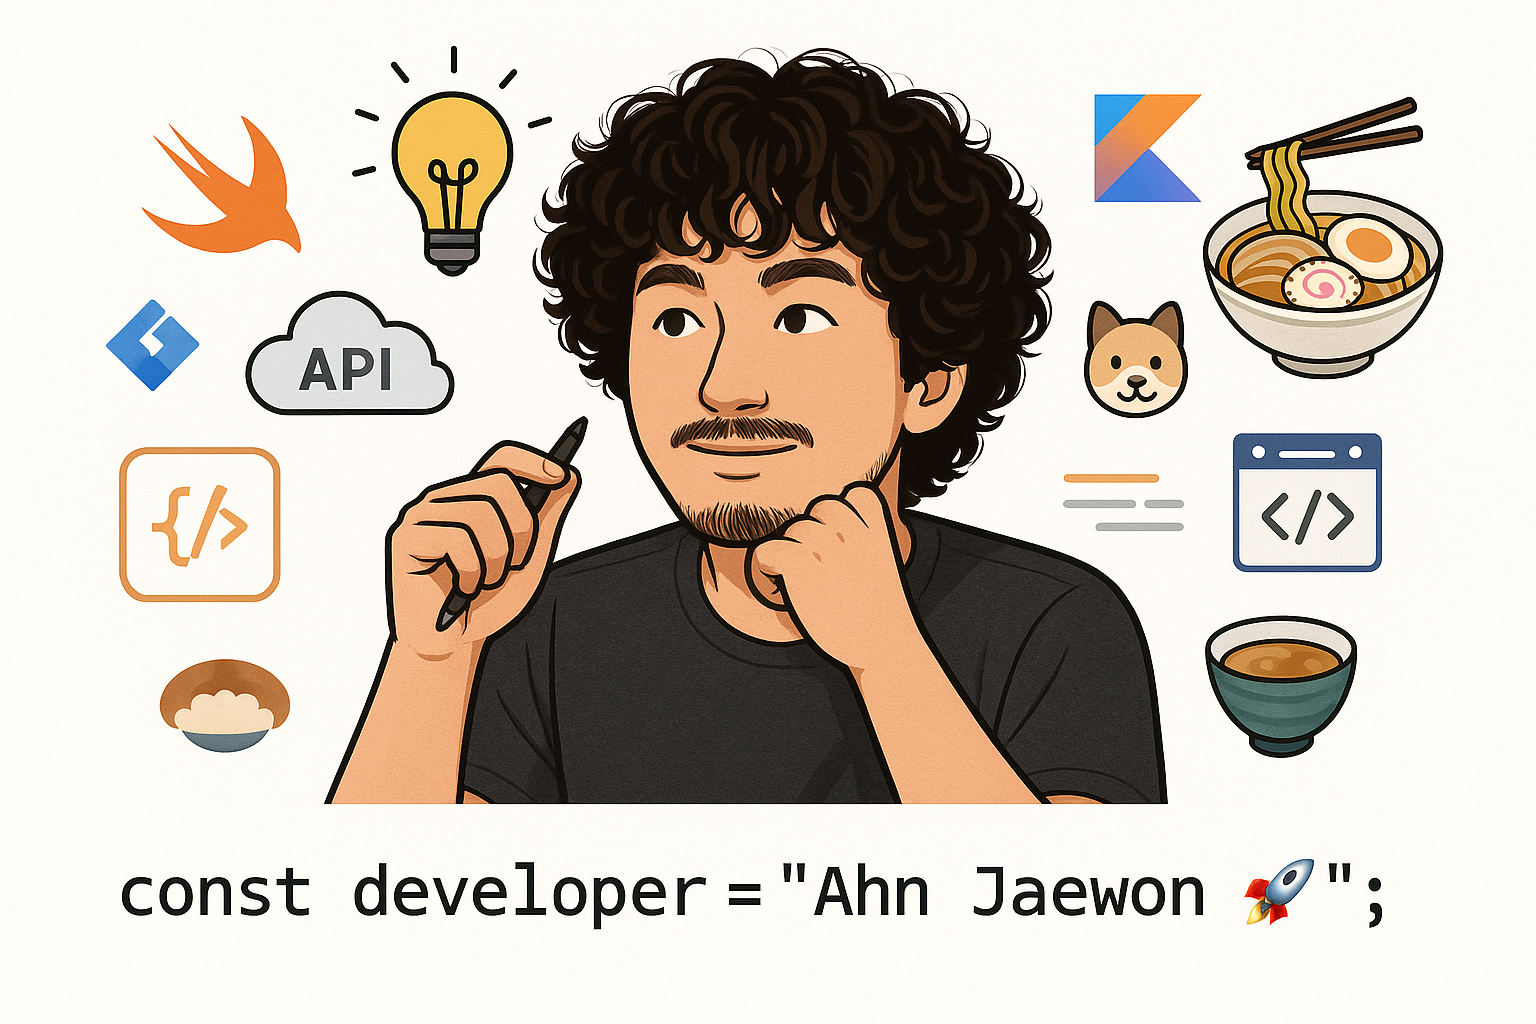 API
{/>
</>
const developer = "Ahn Jaewon 🚀";